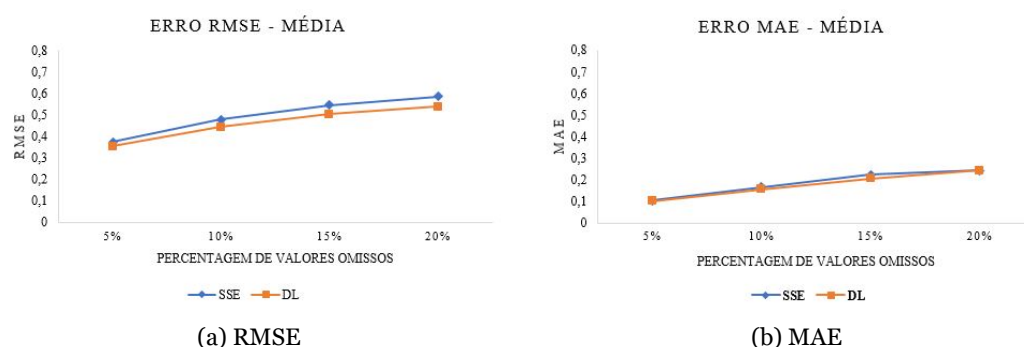 ERRO RMSE - MÉDIA
0,8
0,7
0,6
0,5
0,4
0,3
0,2
0,1
0
RMSE
5% 10% 15% 20%
PERCENTAGEM DE VALORES OMISSOS
SSE DL
(a) RMSE
ERRO MAE - MÉDIA
0,8
0,7
0,6
0,5
0,4
0,3
0,2
0,1
0
MAE
5% 10% 15% 20%
PERCENTAGEM DE VALORES OMISSOS
SSE DL
(b) MAE